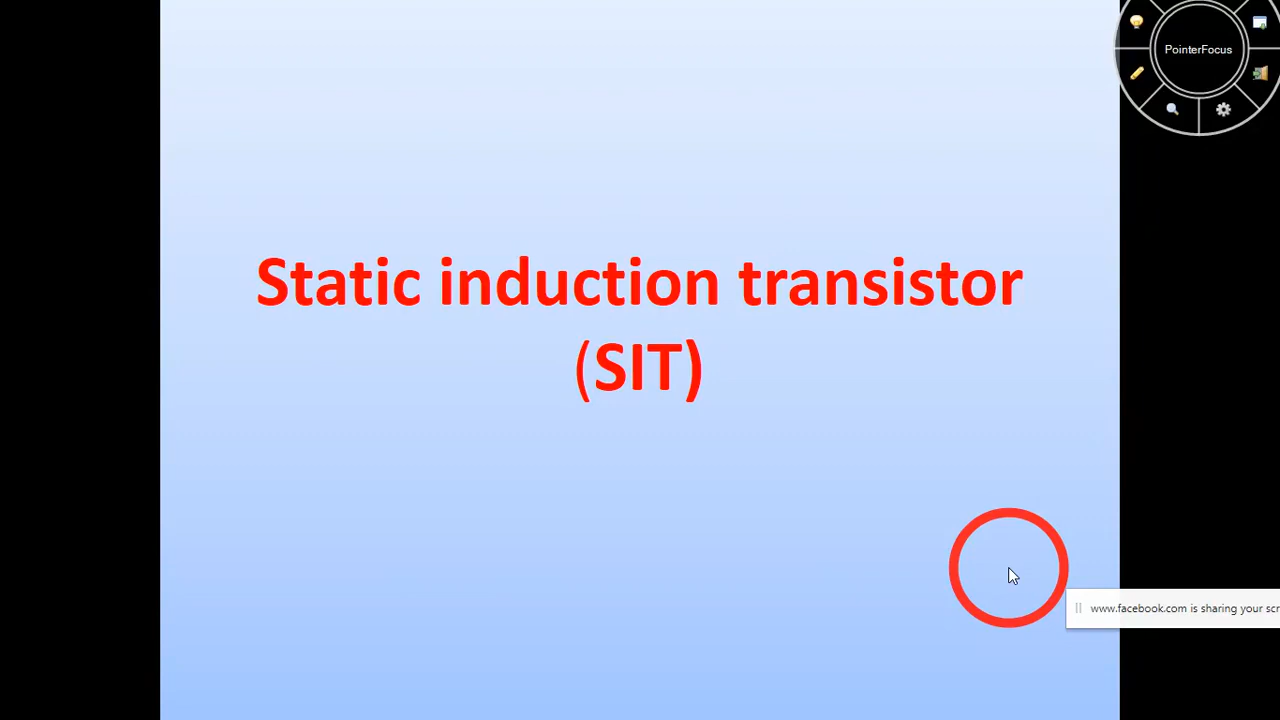 PointerFocus
Static induction transistor
(SIT)
www.facebook.com is sharing your scr